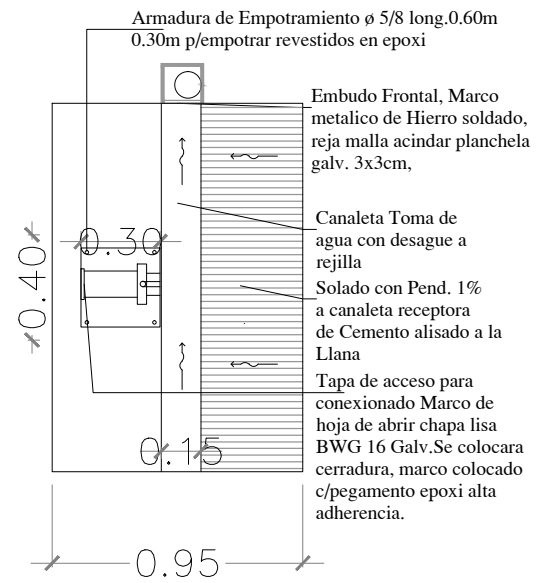 Armadura de Empotramiento ø 5/8 long.0.60m
0.30m p/empotrar revestidos en epoxi
Embudo Frontal, Marco
metalico de Hierro soldado,
reja malla acindar planchela
galv. 3x3cm,
Canaleta Toma de
agua con desague a
rejilla
0.30
0.40
Solado con Pend. 1%
a canaleta receptora
de Cemento alisado a la
Llana
Tapa de acceso para
conexionado Marco de
hoja de abrir chapa lisa
BWG 16 Galv.Se colocara
cerradura, marco colocado
c/pegamento epoxi alta
adherencia.
0.15
0.95